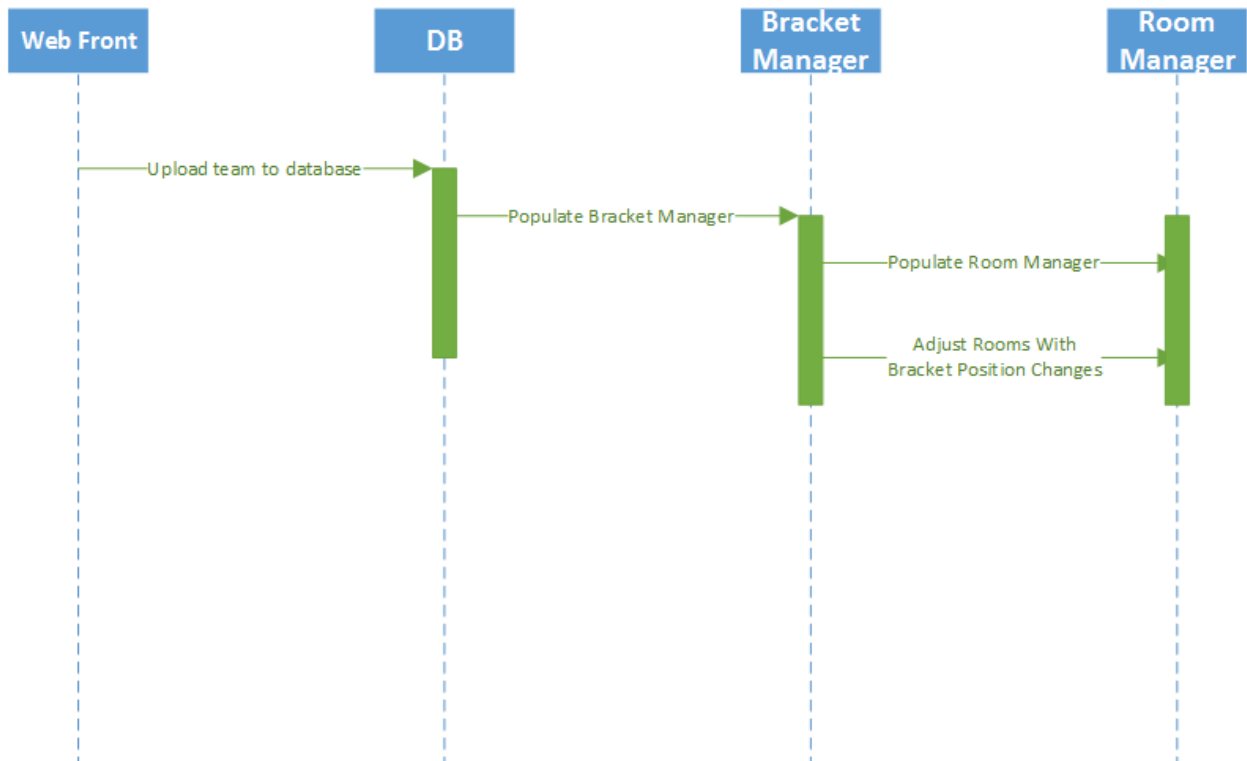 Web Front
DB
Bracket
Manager
Room
Manager
Upload team to database
Populate Bracket Manager
Populate Room Manager
Adjust Rooms With
Bracket Position Changes